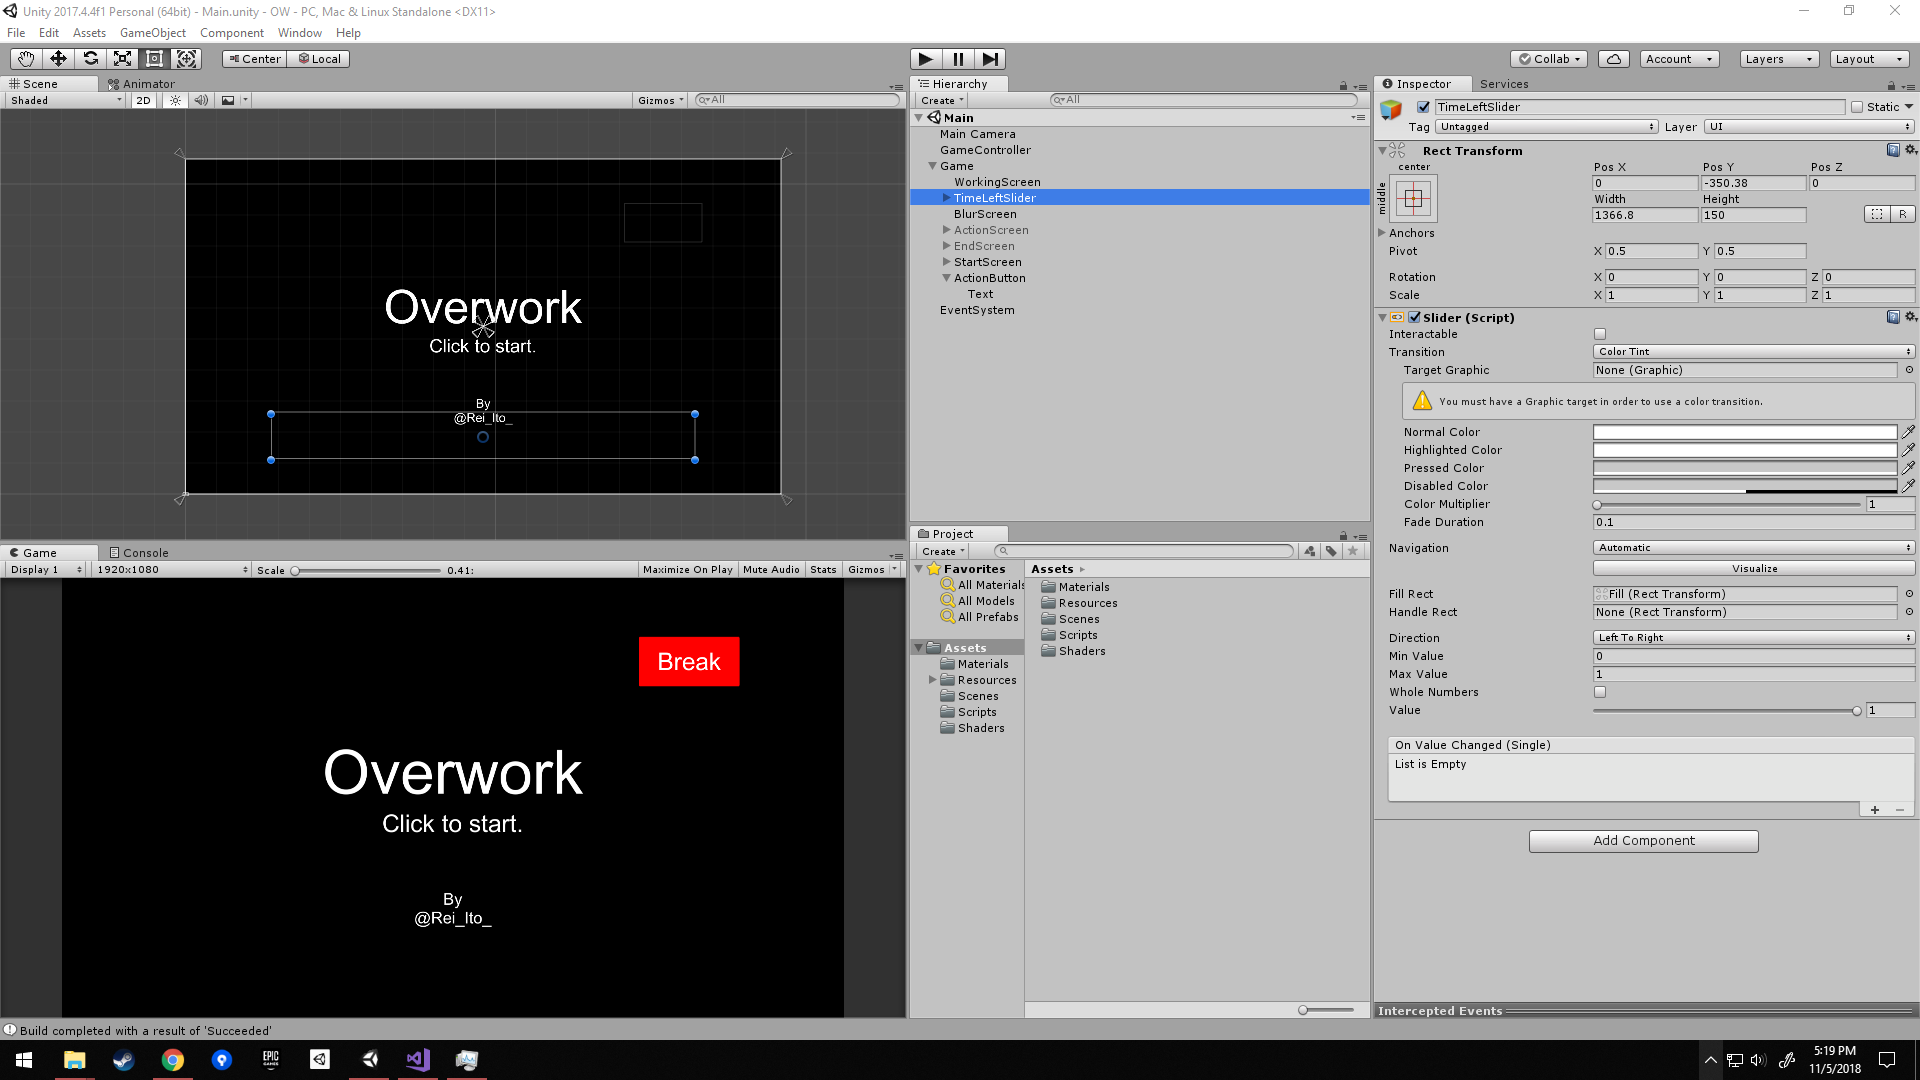 Unity 2017.4.4f1 Personal (64bit) - Main.unity - OW - PC, Mac & Linux Standalone <DX11>
File Edit Assets GameObject Component Window Help
Center Local
Collab Account Layers Layout
Scene Animator
Shaded 2D Gizmos All
Overwork
Click to start.
By
@Rei_Ito_
Game Console
Display 1 1920x1080 Scale 0.41: Maximize On Play Mute Audio Stats Gizmos
Break
Overwork
Click to start.
By
@Rei_Ito_
Hierarchy
Create All
Main
Main Camera
GameController
Game
WorkingScreen
TimeLeftSlider
BlurScreen
ActionScreen
EndScreen
StartScreen
ActionButton
Text
EventSystem
Project
Create
Favorites
All Materials
All Models
All Prefabs
Assets
Materials
Resources
Scenes
Scripts
Shaders
Assets
Materials
Resources
Scenes
Scripts
Shaders
Inspector Services
TimeLeftSlider Static
Tag Untagged Layer UI
Rect Transform
center Pos X Pos Y Pos Z
middle 0 -350.38 0
Width Height
1366.8 150 R
Anchors
Pivot X 0.5 Y 0.5
Rotation X 0 Y 0 Z 0
Scale X 1 Y 1 Z 1
Slider (Script)
Interactable
Transition Color Tint
Target Graphic None (Graphic)
You must have a Graphic target in order to use a color transition.
Normal Color
Highlighted Color
Pressed Color
Disabled Color
Color Multiplier 1
Fade Duration 0.1
Navigation Automatic
Visualize
Fill Rect Fill (Rect Transform)
Handle Rect None (Rect Transform)
Direction Left To Right
Min Value 0
Max Value 1
Whole Numbers
Value 1
On Value Changed (Single)
List is Empty
Add Component
Intercepted Events
Build completed with a result of 'Succeeded'
EPIC
GAMES
5:19 PM
11/5/2018